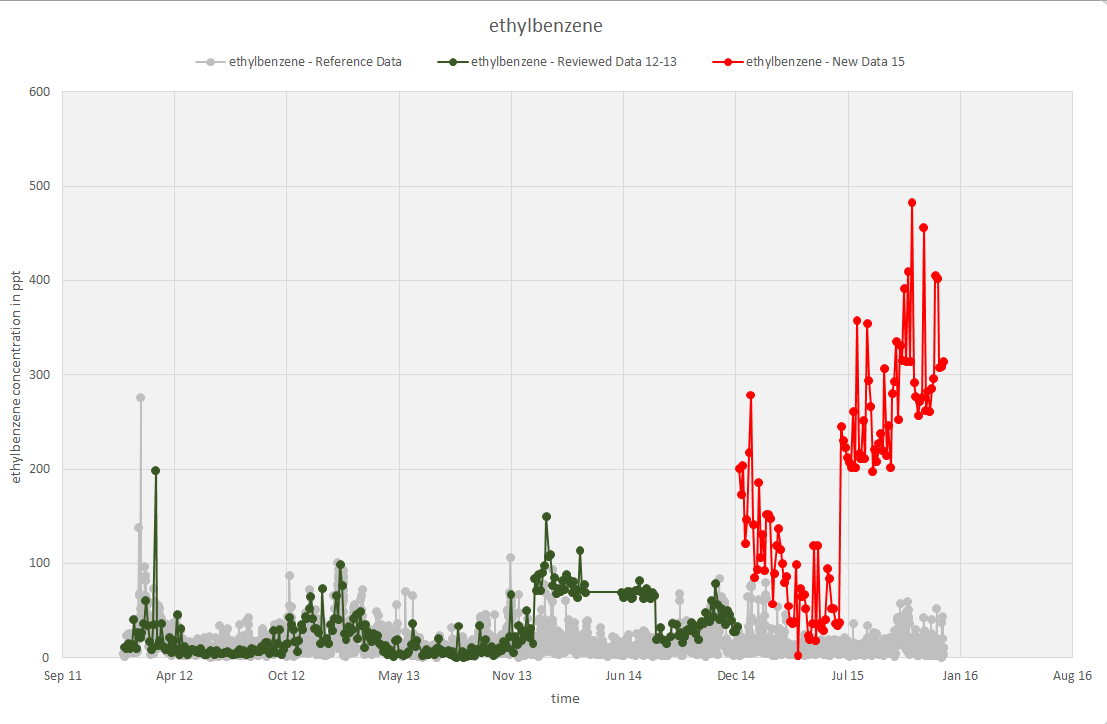 ethylbenzene
ethylbenzene - Reference Data ethylbenzene - Reviewed Data 12-13 ethylbenzene - New Data 15
600
500
400
300
200
100
0
ethylbenzene concentration in ppt
Sep 11 Apr 12 Oct 12 May 13 Nov 13 Jun 14 Dec 14 Jul 15 Jan 16 Aug 16
time